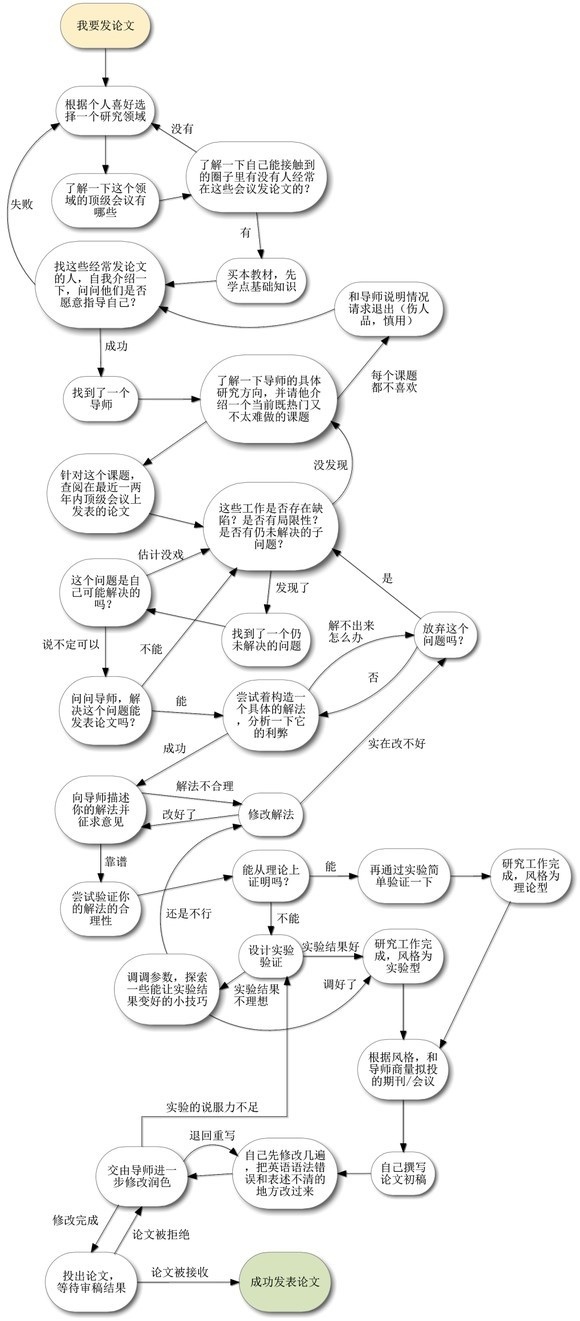 我要发论文
根据个人喜好选
择一个研究领域
没有
了解一下自己能接触到
的圈子里有没有人经常
在这些会议发论文的？
了解一下这个领
域的顶级会议有
哪些
失败
有
找这些经常发论文
的人，自我介绍一
下，问问他们是否
愿意指导自己？
买本教材，先
学点基础知识
和导师说明情况
请求退出（伤人
品，慎用）
成功
找到了一个
导师
了解一下导师的具体
研究方向，并请他介
绍一个当前既热门又
不太难做的课题
每个课题
都不喜欢
针对这个课题，
查阅在最近一两
年内顶级会议上
发表的论文
没发现
这些工作是否存在缺
陷？是否有局限性？
是否有仍未解决的子
问题？
估计没戏
这个问题是自
己可能解决的
吗？
发现了
是
找到了一个仍
未解决的问题
解不出来
怎么办
放弃这个
问题吗？
说不定可以
不能
否
问问导师，解
决这个问题能
发表论文吗？
能
尝试着构造一
个具体的解法
，分析一下它
的利弊
成功
实在改不好
向导师描述
你的解法并
征求意见
解法不合理
改好了
修改解法
靠谱
尝试验证你
的解法的合
理性
能从理论上
证明吗？
能
再通过实验简
单验证一下
研究工作完
成，风格为
理论型
还是不行
不能
设计实验
验证
实验结果好
研究工作完
成，风格为
实验型
调调参数，探索
一些能让实验结
果变好的小技巧
实验结果
不理想
调好了
根据风格，和
导师商量拟投
的期刊/会议
实验的说服力不足
退回重写
交由导师进一
步修改润色
自己先修改几遍
，把英语语法错
误和表述不清的
地方改过来
自己撰写
论文初稿
修改完成
论文被拒绝
投出论文，
等待审稿结果
论文被接收
成功发表论文